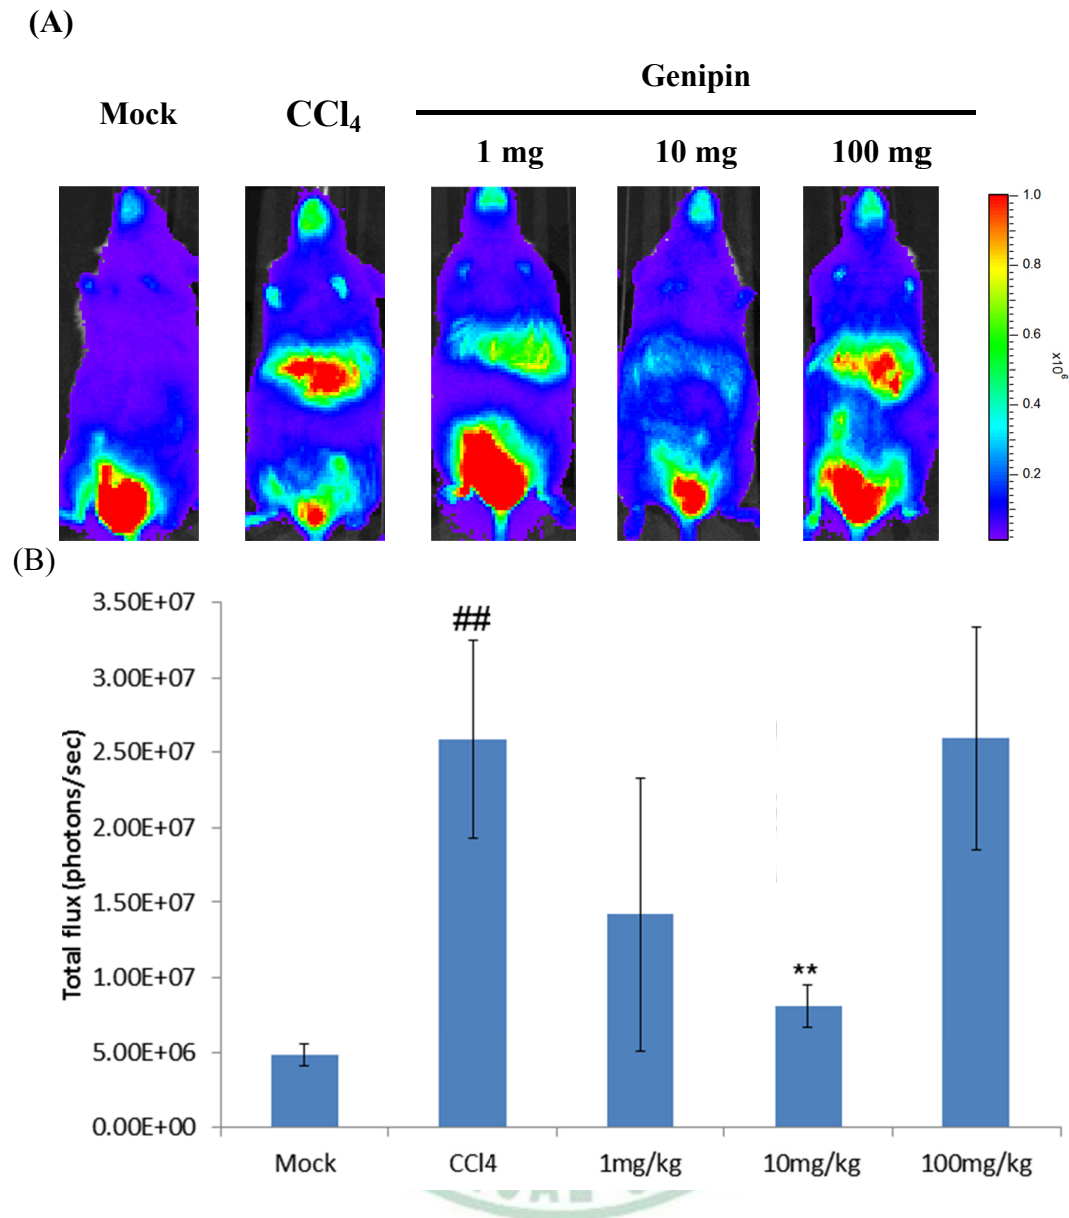 (A)
Genipin
Mock
CCl₄
1 mg
10 mg
100 mg
1.0
0.8
0.6
0.4
0.2
x10⁶
(B)
3.50E+07
3.00E+07
2.50E+07
2.00E+07
1.50E+07
1.00E+07
5.00E+06
0.00E+00
Total flux (photons/sec)
##
**
Mock
CCl4
1mg/kg
10mg/kg
100mg/kg